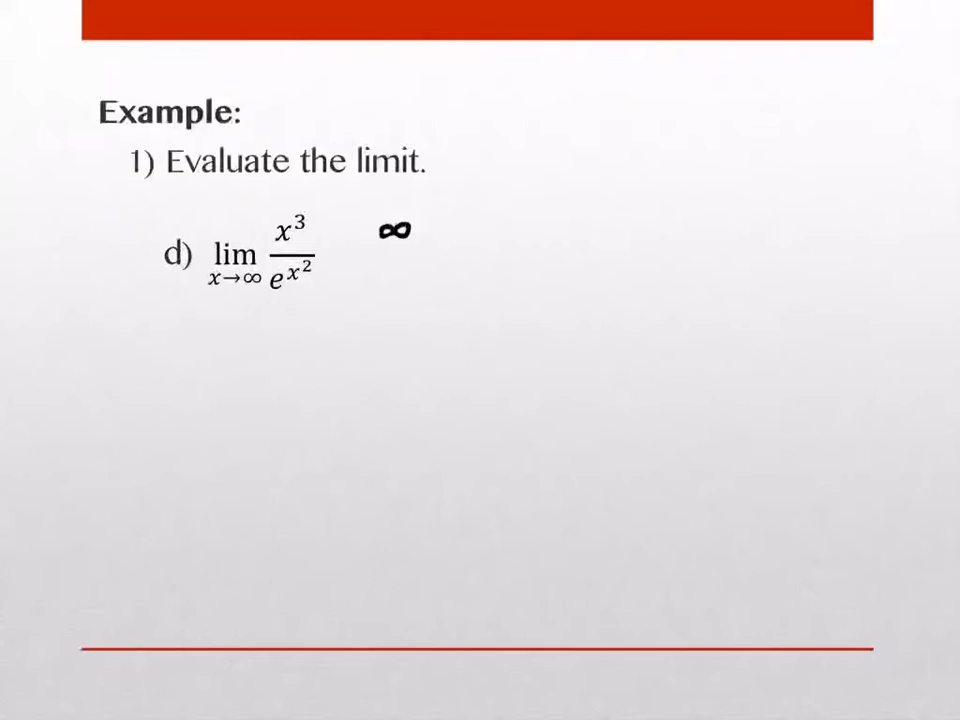 Example:
1) Evaluate the limit.
d) lim x→∞ x³/e^x² ∞